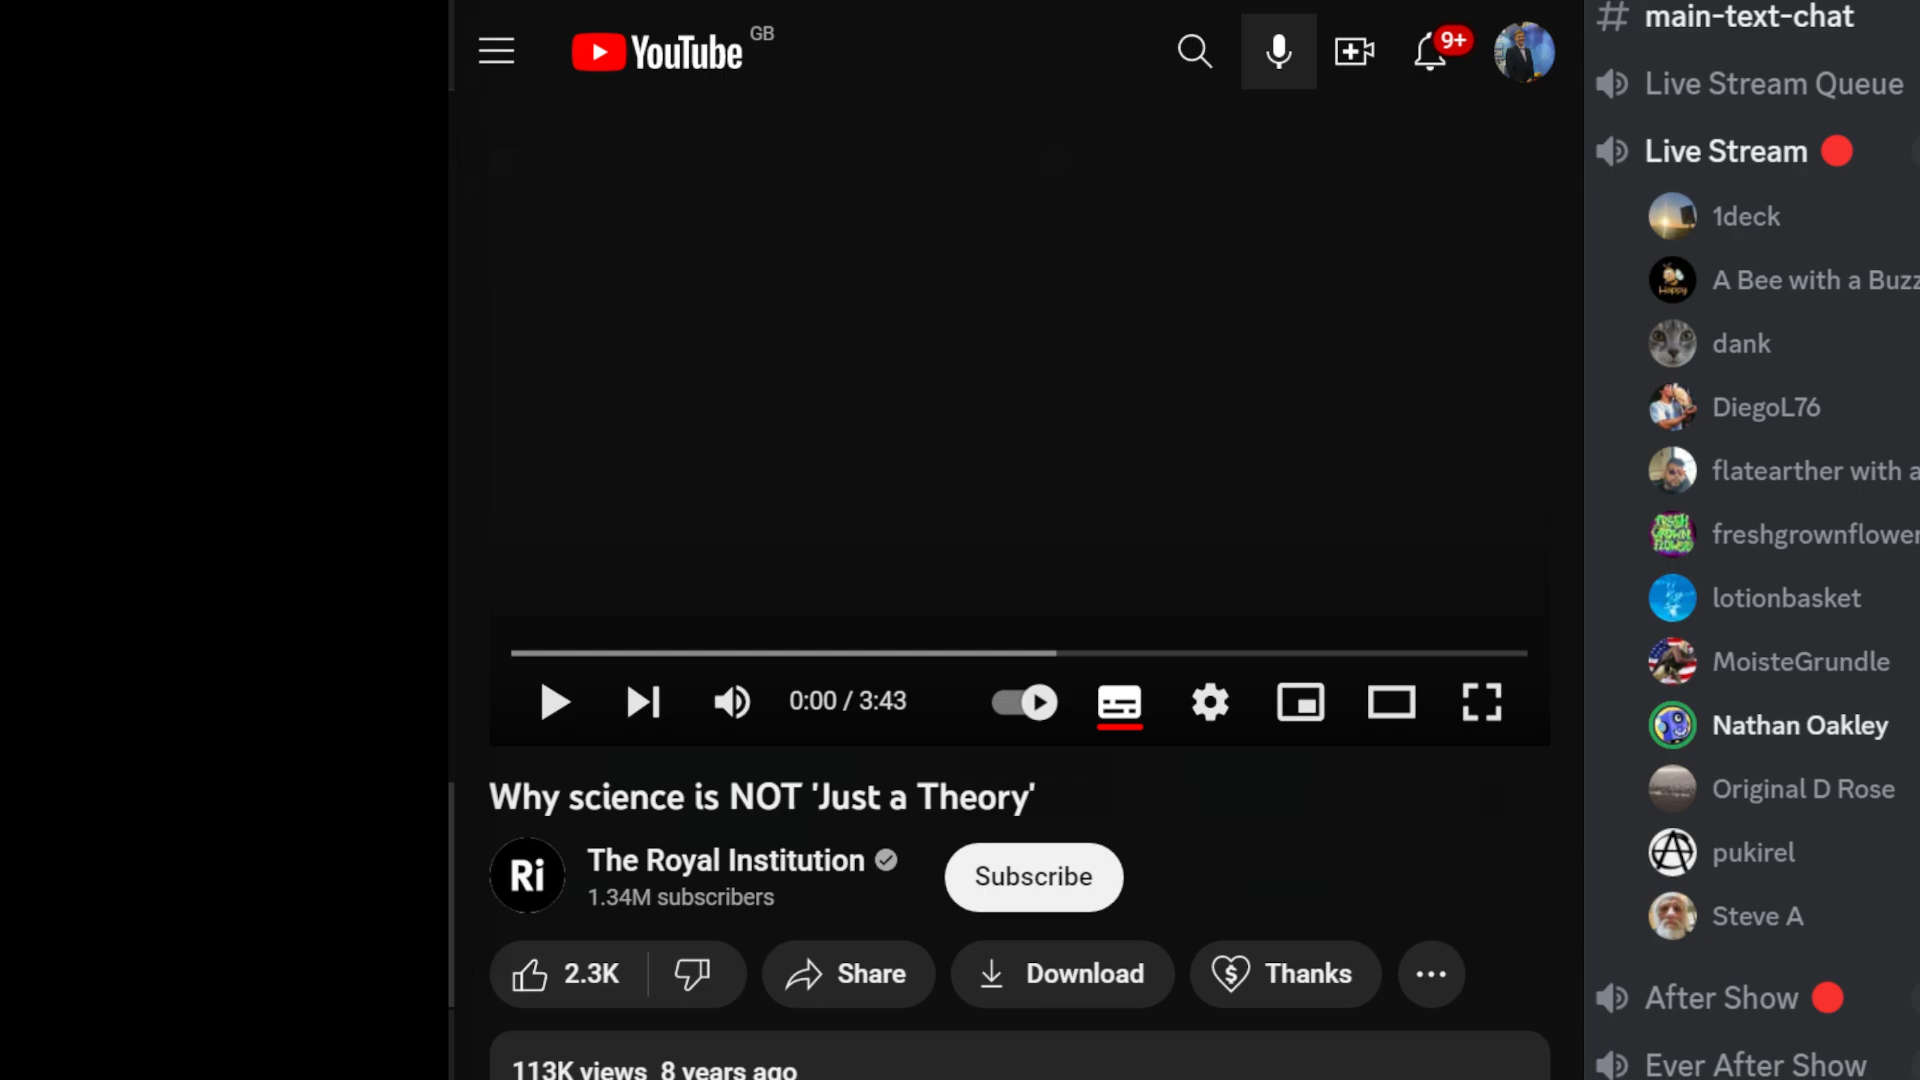 YouTube GB
9+
0:00 / 3:43
Why science is NOT 'Just a Theory'
Ri
The Royal Institution
1.34M subscribers
Subscribe
2.3K
Share
Download
Thanks
113K views 8 years ago
# main-text-chat
Live Stream Queue
Live Stream
1deck
A Bee with a Buzz
dank
DiegoL76
flatearther with a
freshgrownflower
lotionbasket
MoisteGrundle
Nathan Oakley
Original D Rose
pukirel
Steve A
After Show
Ever After Show